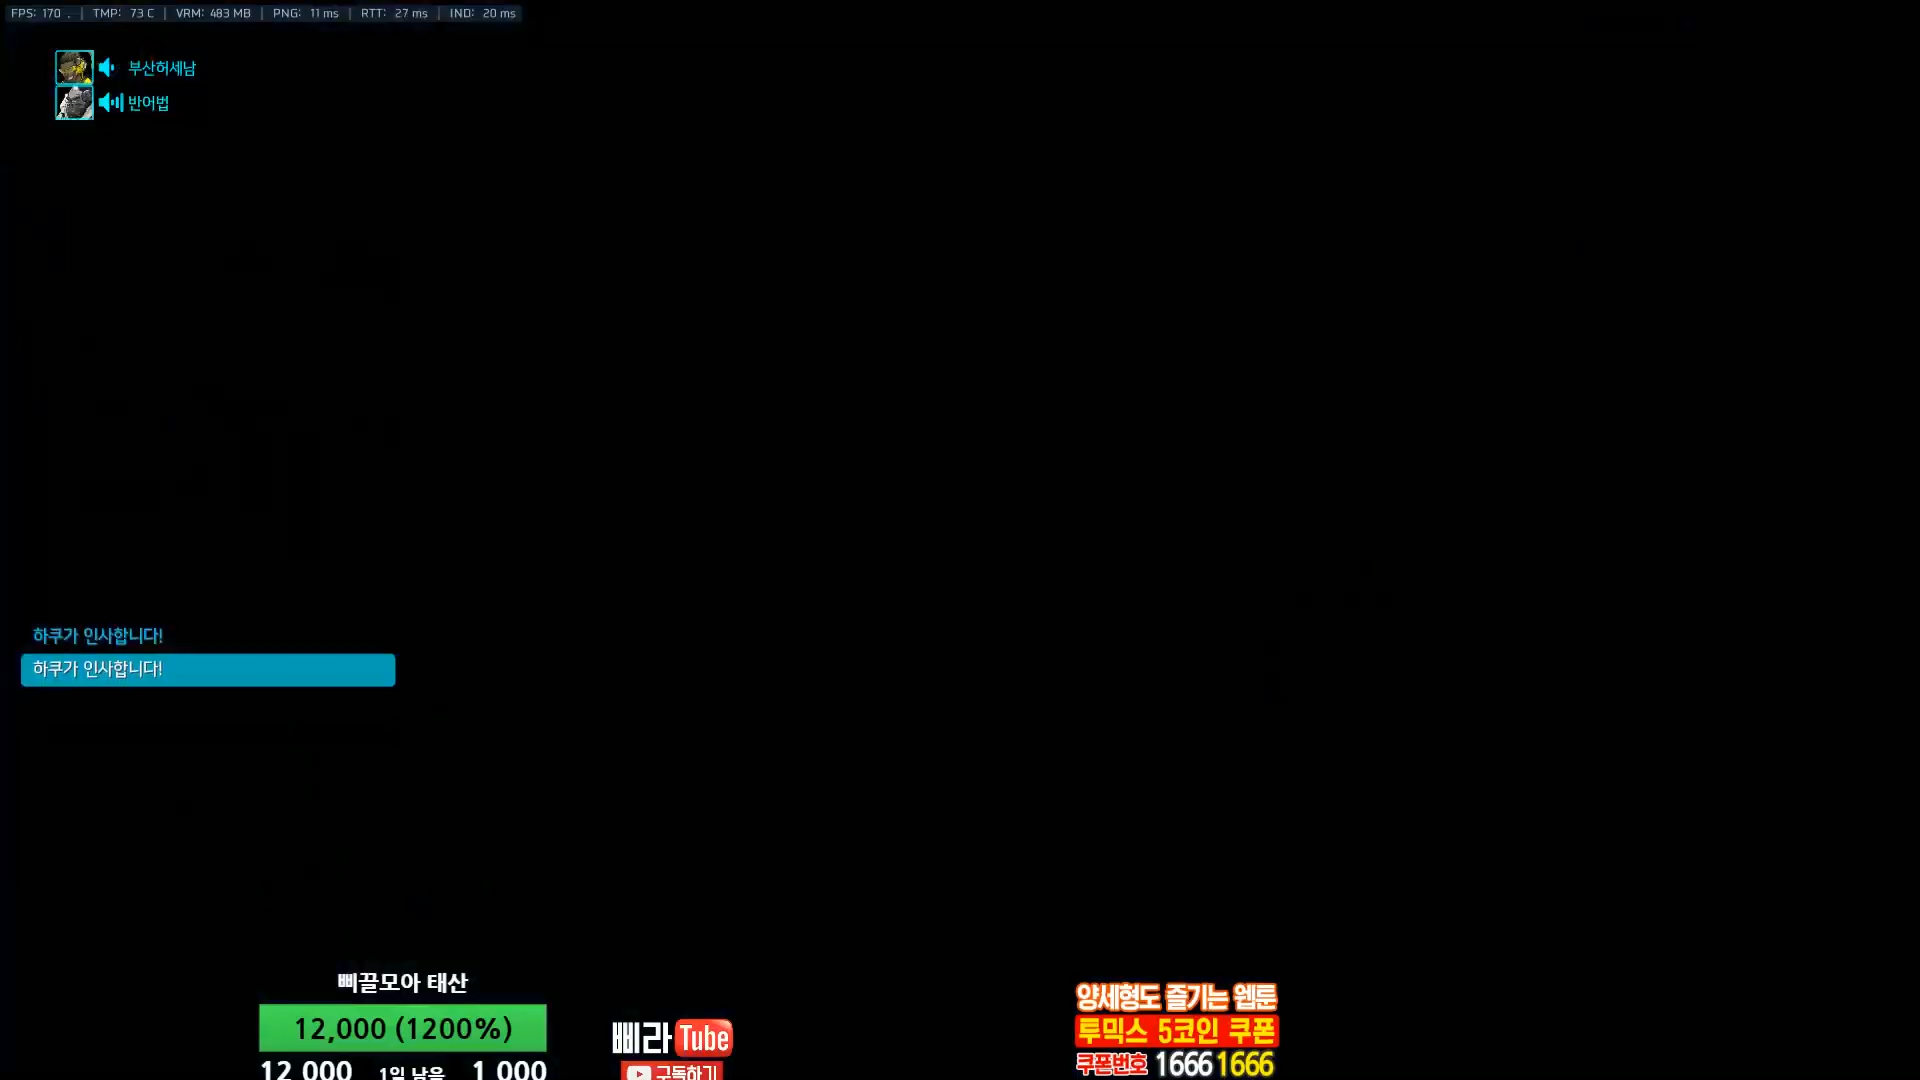 FPS: 170 . | TMP: 73 C | VRM: 483 MB | PNG: 11 ms | RTT: 27 ms | IND: 20 ms
부산허세남
반어법
하쿠가 인사합니다!
하쿠가 인사합니다!
삐끌모아 태산
12,000 (1200%)
12,000 1일 남음 1,000
삐라Tube
구독하기
양세형도 즐기는 웹툰
투믹스 5코인 쿠폰
쿠폰번호 16661666